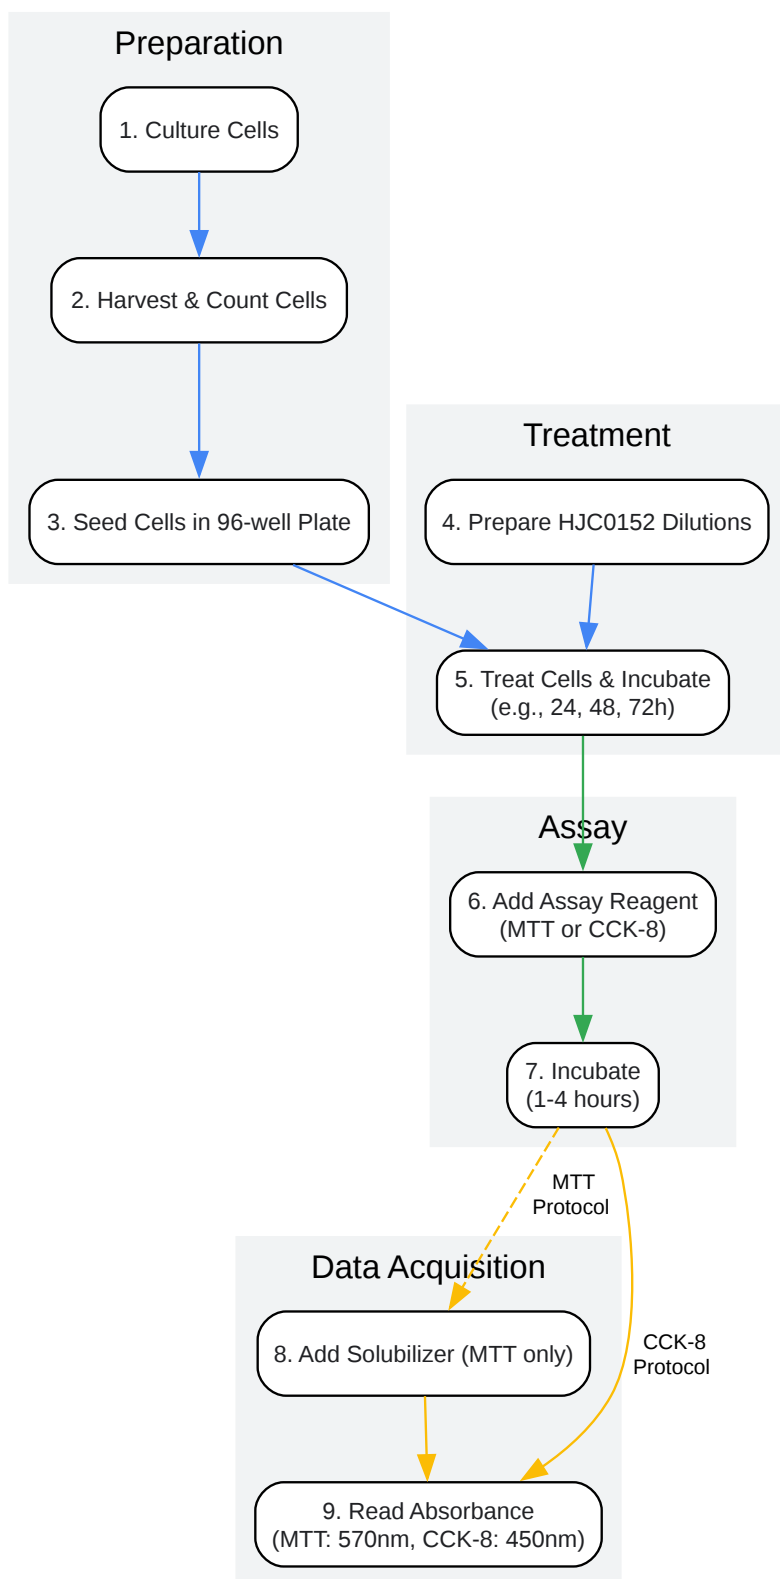 Preparation
1. Culture Cells
2. Harvest & Count Cells
3. Seed Cells in 96-well Plate
Treatment
4. Prepare HJC0152 Dilutions
5. Treat Cells & Incubate
(e.g., 24, 48, 72h)
Assay
6. Add Assay Reagent
(MTT or CCK-8)
7. Incubate
(1-4 hours)
MTT
Protocol
CCK-8
Protocol
Data Acquisition
8. Add Solubilizer (MTT only)
9. Read Absorbance
(MTT: 570nm, CCK-8: 450nm)